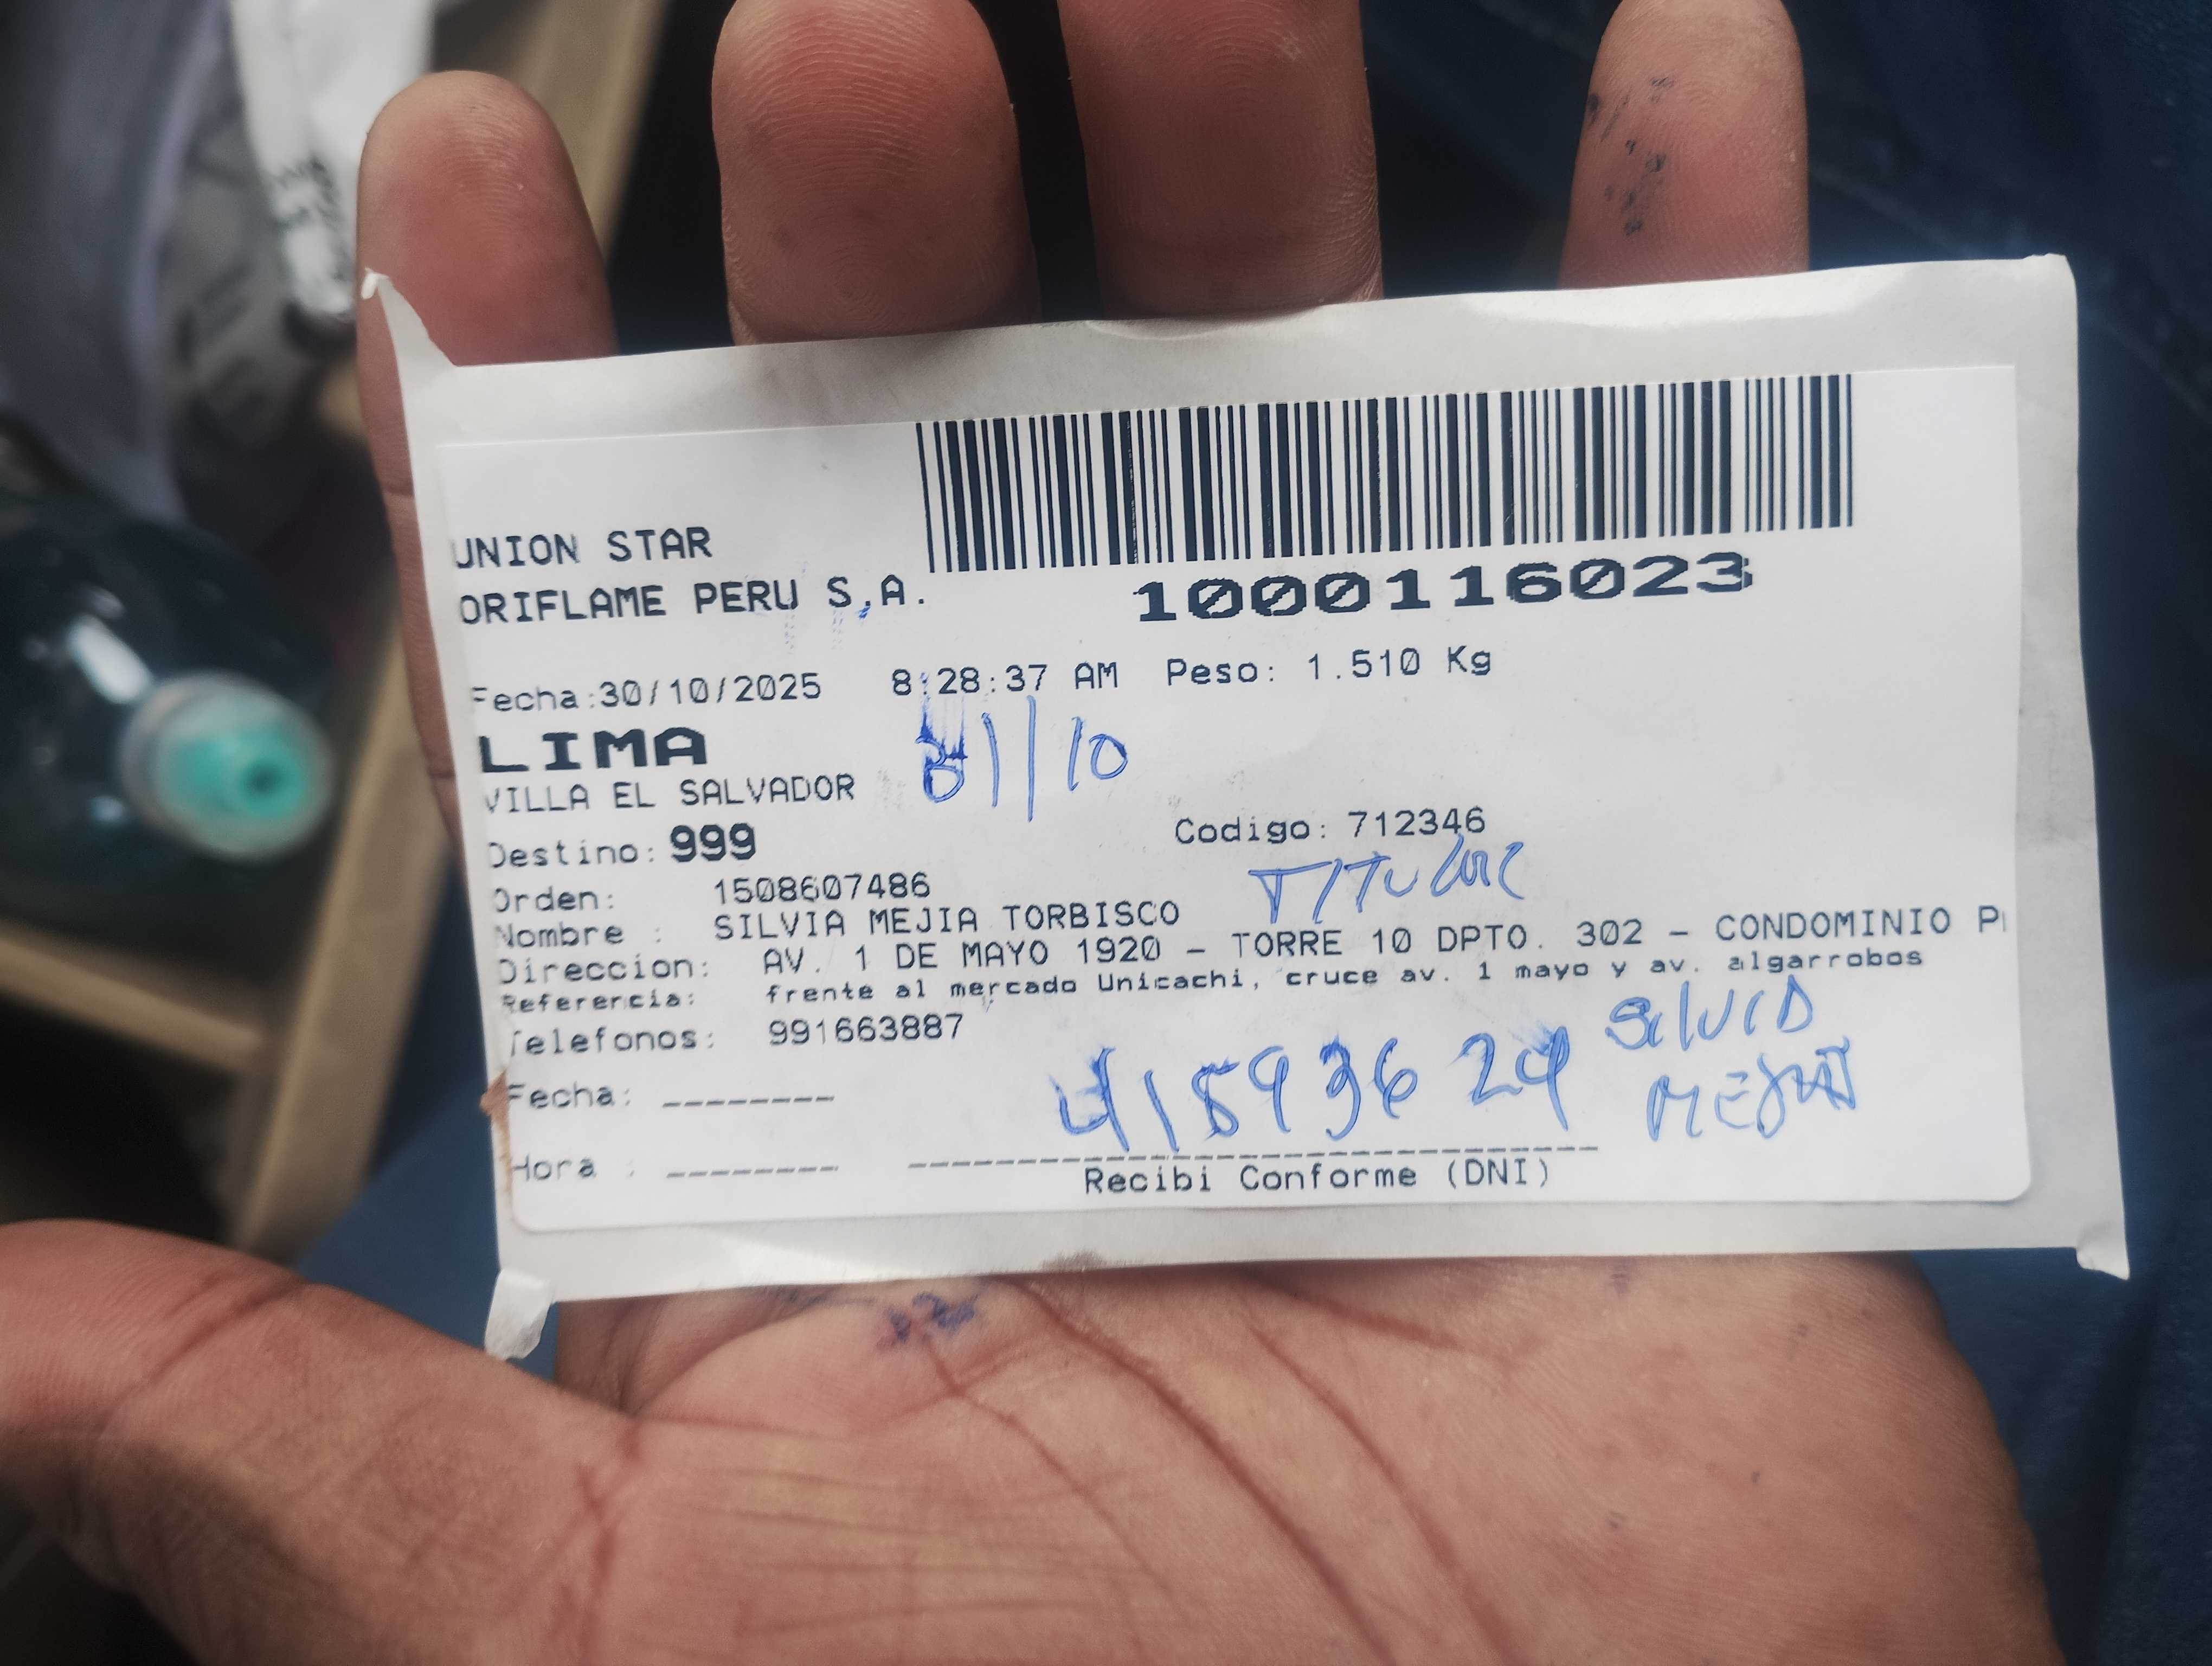 UNION STAR
ORIFLAME PERU S.A.
1000116023
Fecha:30/10/2025 8:28:37 AM Peso: 1.510 Kg
LIMA
31/10
VILLA EL SALVADOR
Destino: 999 Codigo: 712346
TITULAR
Orden: 1508607486
Nombre : SILVIA MEJIA TORBISCO
Direccion: AV. 1 DE MAYO 1920 - TORRE 10 DPTO. 302 - CONDOMINIO
Referencia: frente al mercado Unicachi, cruce av. 1 mayo y av. algarrobos
Telefonos: 991663887
Silvia
MEJIA
Fecha: --------
Hora : --------
Recibi Conforme (DNI)